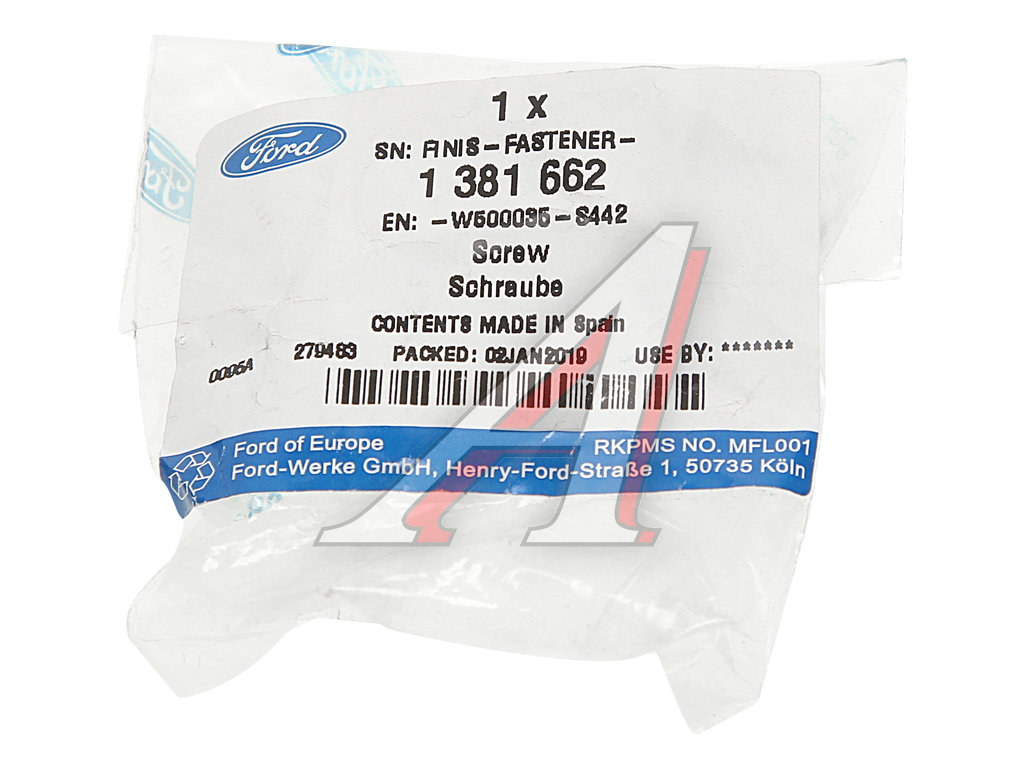 Ford
1 x
SN: FINIS-FASTENER-
1 381 662
EN: -W500035-S442
Screw
Schraube
CONTENTS MADE IN Spain
279483 PACKED: 02JAN2019 USE BY: *******
0095A
Ford of Europe RKPMS NO. MFL001
Ford-Werke GmbH, Henry-Ford-Straße 1, 50735 Köln